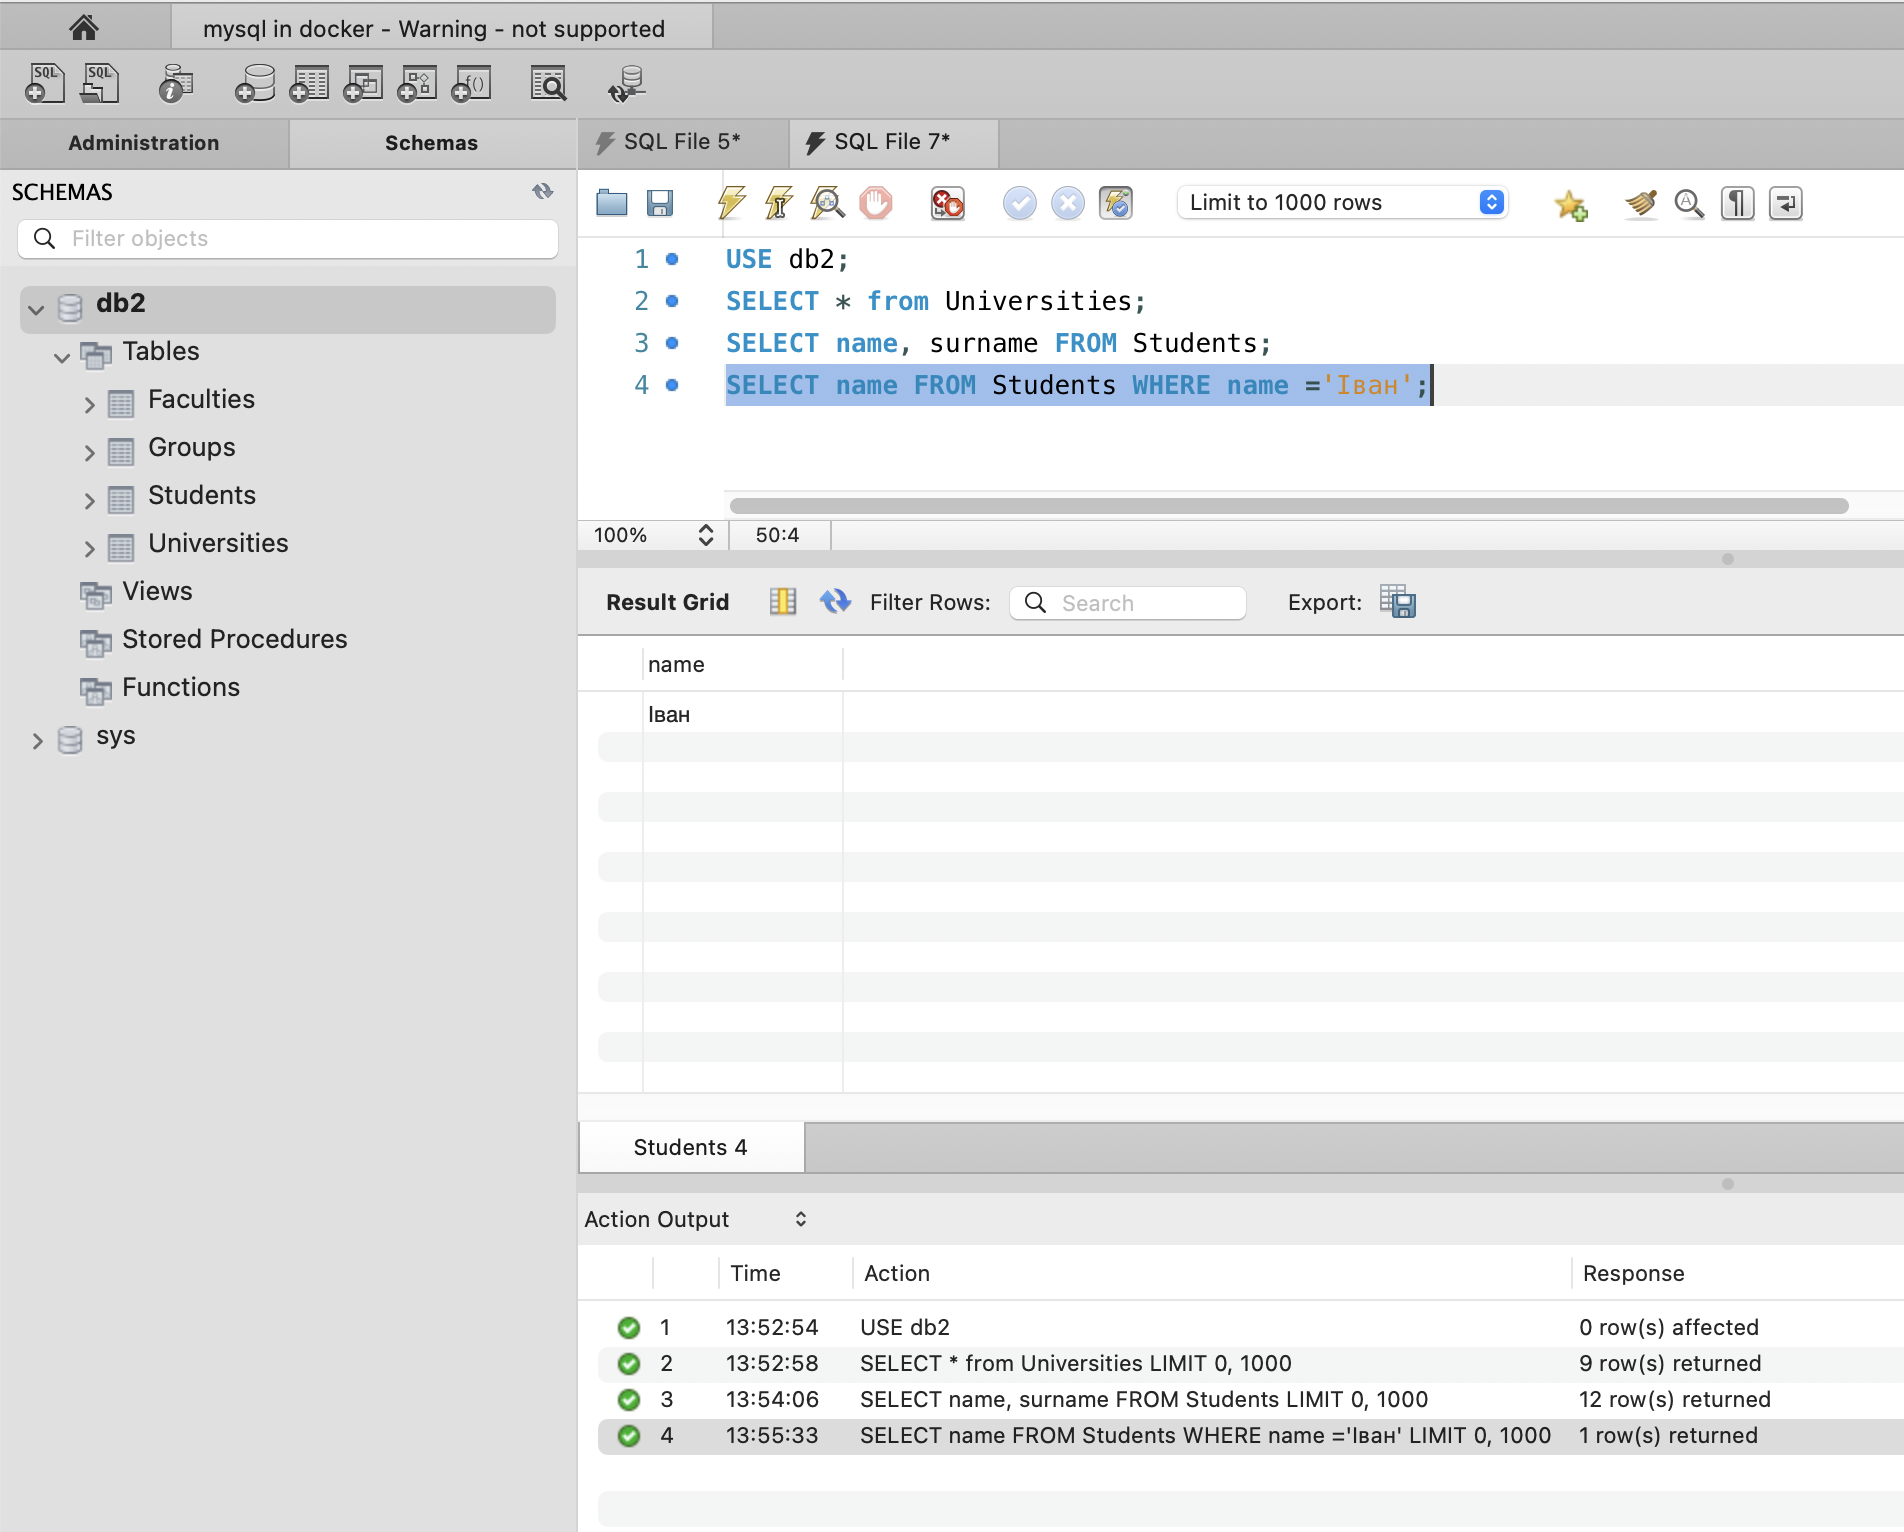 mysql in docker - Warning - not supported
SQL SQL i f()
Administration Schemas SQL File 5* SQL File 7*
SCHEMAS
Filter objects
db2
Tables
Faculties
Groups
Students
Universities
Views
Stored Procedures
Functions
sys
Limit to 1000 rows
1 USE db2;
2 SELECT * from Universities;
3 SELECT name, surname FROM Students;
4 SELECT name FROM Students WHERE name ='Іван';
100% 50:4
Result Grid Filter Rows: Search Export:
name
Іван
Students 4
Action Output
Time Action Response
1 13:52:54 USE db2 0 row(s) affected
2 13:52:58 SELECT * from Universities LIMIT 0, 1000 9 row(s) returned
3 13:54:06 SELECT name, surname FROM Students LIMIT 0, 1000 12 row(s) returned
4 13:55:33 SELECT name FROM Students WHERE name ='Іван' LIMIT 0, 1000 1 row(s) returned